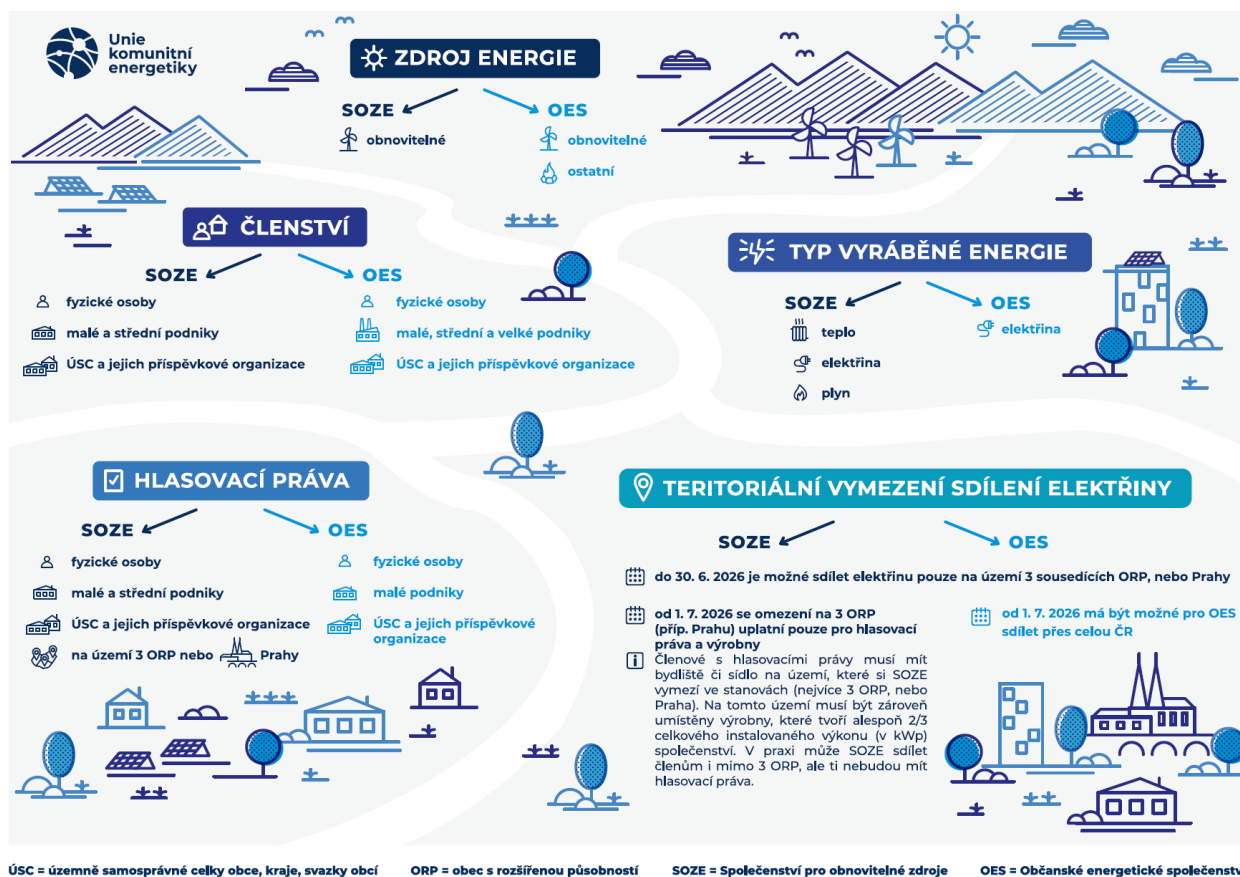 Unie
komunitní
energetiky
ZDROJ ENERGIE
SOZE
obnovitelné
OES
obnovitelné
ostatní
ČLENSTVÍ
SOZE
fyzické osoby
malé a střední podniky
ÚSC a jejich příspěvkové organizace
OES
fyzické osoby
malé, střední a velké podniky
ÚSC a jejich příspěvkové organizace
TYP VYRÁBĚNÉ ENERGIE
SOZE
teplo
elektřina
plyn
OES
elektřina
HLASOVACÍ PRÁVA
SOZE
fyzické osoby
malé a střední podniky
ÚSC a jejich příspěvkové organizace
na území 3 ORP nebo Prahy
OES
fyzické osoby
malé podniky
ÚSC a jejich příspěvkové
organizace
TERITORIÁLNÍ VYMEZENÍ SDÍLENÍ ELEKTŘINY
SOZE
OES
do 30. 6. 2026 je možné sdílet elektřinu pouze na území 3 sousedících ORP, nebo Prahy
od 1. 7. 2026 se omezení na 3 ORP
(příp. Prahu) uplatní pouze pro hlasovací
práva a výrobny
Členové s hlasovacími právy musí mít
bydliště či sídlo na území, které si SOZE
vymezí ve stanovách (nejvíce 3 ORP, nebo
Praha). Na tomto území musí být zároveň
umístěny výrobny, které tvoří alespoň 2/3
celkového instalovaného výkonu (v kWp)
společenství. V praxi může SOZE sdílet
členům i mimo 3 ORP, ale ti nebudou mít
hlasovací práva.
od 1. 7. 2026 má být možné pro OES
sdílet přes celou ČR
ÚSC = územně samosprávné celky obce, kraje, svazky obcí
ORP = obec s rozšířenou působností
SOZE = Společenství pro obnovitelné zdroje
OES = Občanské energetické společenství